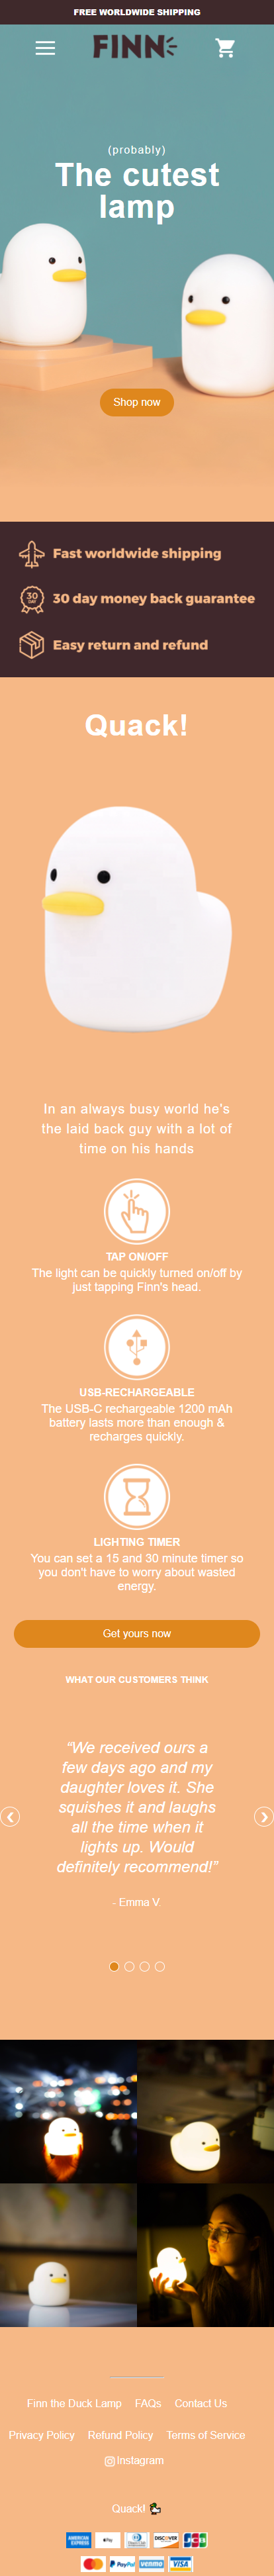 FREE WORLDWIDE SHIPPING
FINN
(probably)
The cutest
lamp
Shop now
Fast worldwide shipping
30 DAY
30 day money back guarantee
Easy return and refund
Quack!
In an always busy world he's
the laid back guy with a lot of
time on his hands
TAP ON/OFF
The light can be quickly turned on/off by
just tapping Finn's head.
USB-RECHARGEABLE
The USB-C rechargeable 1200 mAh
battery lasts more than enough &
recharges quickly.
LIGHTING TIMER
You can set a 15 and 30 minute timer so
you don't have to worry about wasted
energy.
Get yours now
WHAT OUR CUSTOMERS THINK
“We received ours a
few days ago and my
daughter loves it. She
squishes it and laughs
all the time when it
lights up. Would
definitely recommend!”
- Emma V.
Finn the Duck Lamp FAQs Contact Us
Privacy Policy Refund Policy Terms of Service
Instagram
Quack!
AMERICAN EXPRESS Pay DISCOVER JCB
PayPal venmo VISA